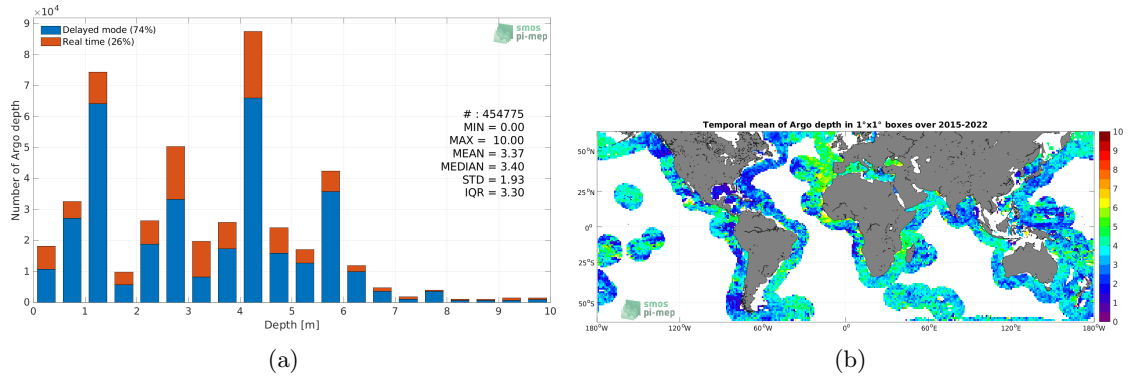 ×10⁴
9
8
7
6
5
4
3
2
1
0
Number of Argo depth
Delayed mode (74%)
Real time (26%)
smos
pi-mep
# : 454775
MIN = 0.00
MAX = 10.00
MEAN = 3.37
MEDIAN = 3.40
STD = 1.93
IQR = 3.30
0 1 2 3 4 5 6 7 8 9 10
Depth [m]
(a)
Temporal mean of Argo depth in 1°x1° boxes over 2015-2022
50°N
25°N
0°
25°S
50°S
smos
pi-mep
180°W 120°W 60°W 0° 60°E 120°E 180°W
10
9
8
7
6
5
4
3
2
1
0
(b)